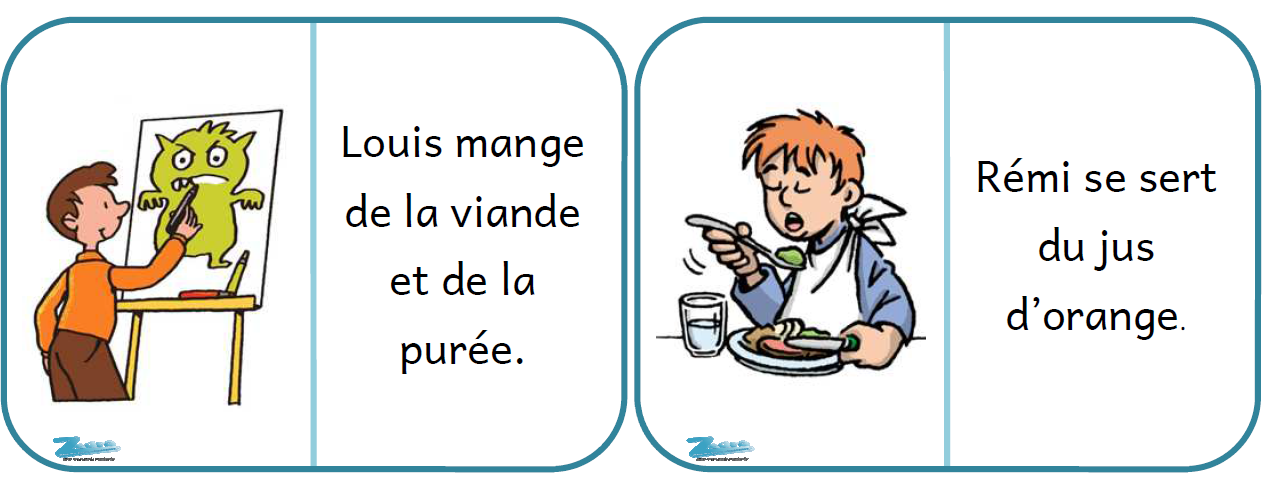 Louis mange
de la viande
et de la
purée.
Rémi se sert
du jus
d'orange.